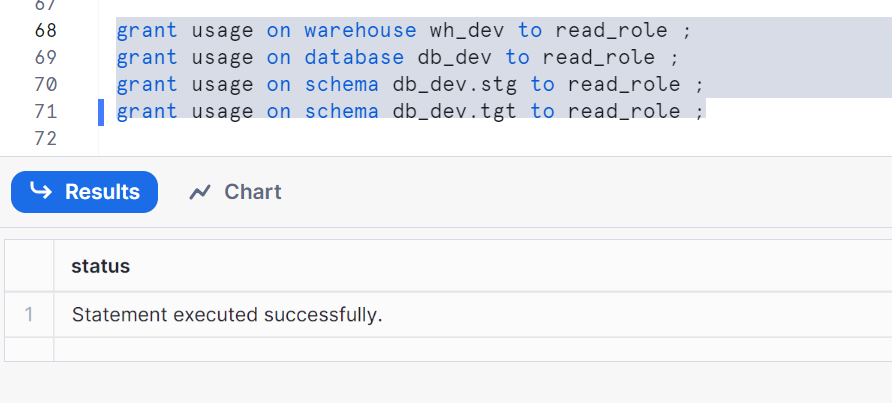 67
68 grant usage on warehouse wh_dev to read_role ;
69 grant usage on database db_dev to read_role ;
70 grant usage on schema db_dev.stg to read_role ;
71 grant usage on schema db_dev.tgt to read_role ;
72
Results Chart
status
1 Statement executed successfully.